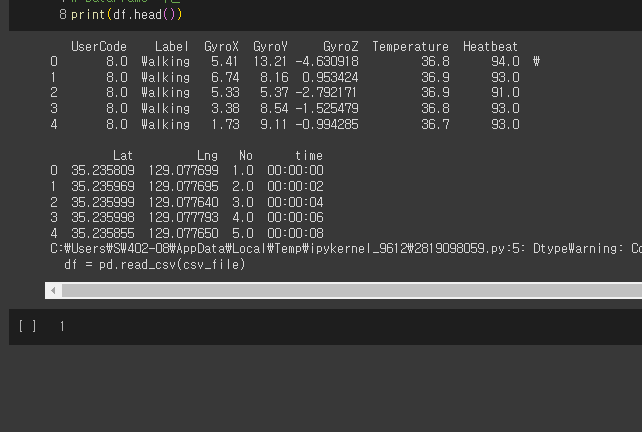 8 print(df.head())
UserCode Label GyroX GyroY GyroZ Temperature Heatbeat
0 8.0 Walking 5.41 13.21 -4.630918 36.8 94.0 ₩
1 8.0 Walking 6.74 8.16 0.953424 36.9 93.0
2 8.0 Walking 5.33 5.37 -2.792171 36.9 91.0
3 8.0 Walking 3.38 8.54 -1.525479 36.8 93.0
4 8.0 Walking 1.73 9.11 -0.994285 36.7 93.0
Lat Lng No time
0 35.235809 129.077699 1.0 00:00:00
1 35.235969 129.077695 2.0 00:00:02
2 35.235999 129.077640 3.0 00:00:04
3 35.235998 129.077793 4.0 00:00:06
4 35.235855 129.077650 5.0 00:00:08
C:₩Users₩SW402-08₩AppData₩Local₩Temp₩ipykernel_9612₩2819098059.py:5: DtypeWarning: Co
df = pd.read_csv(csv_file)
[ ] 1